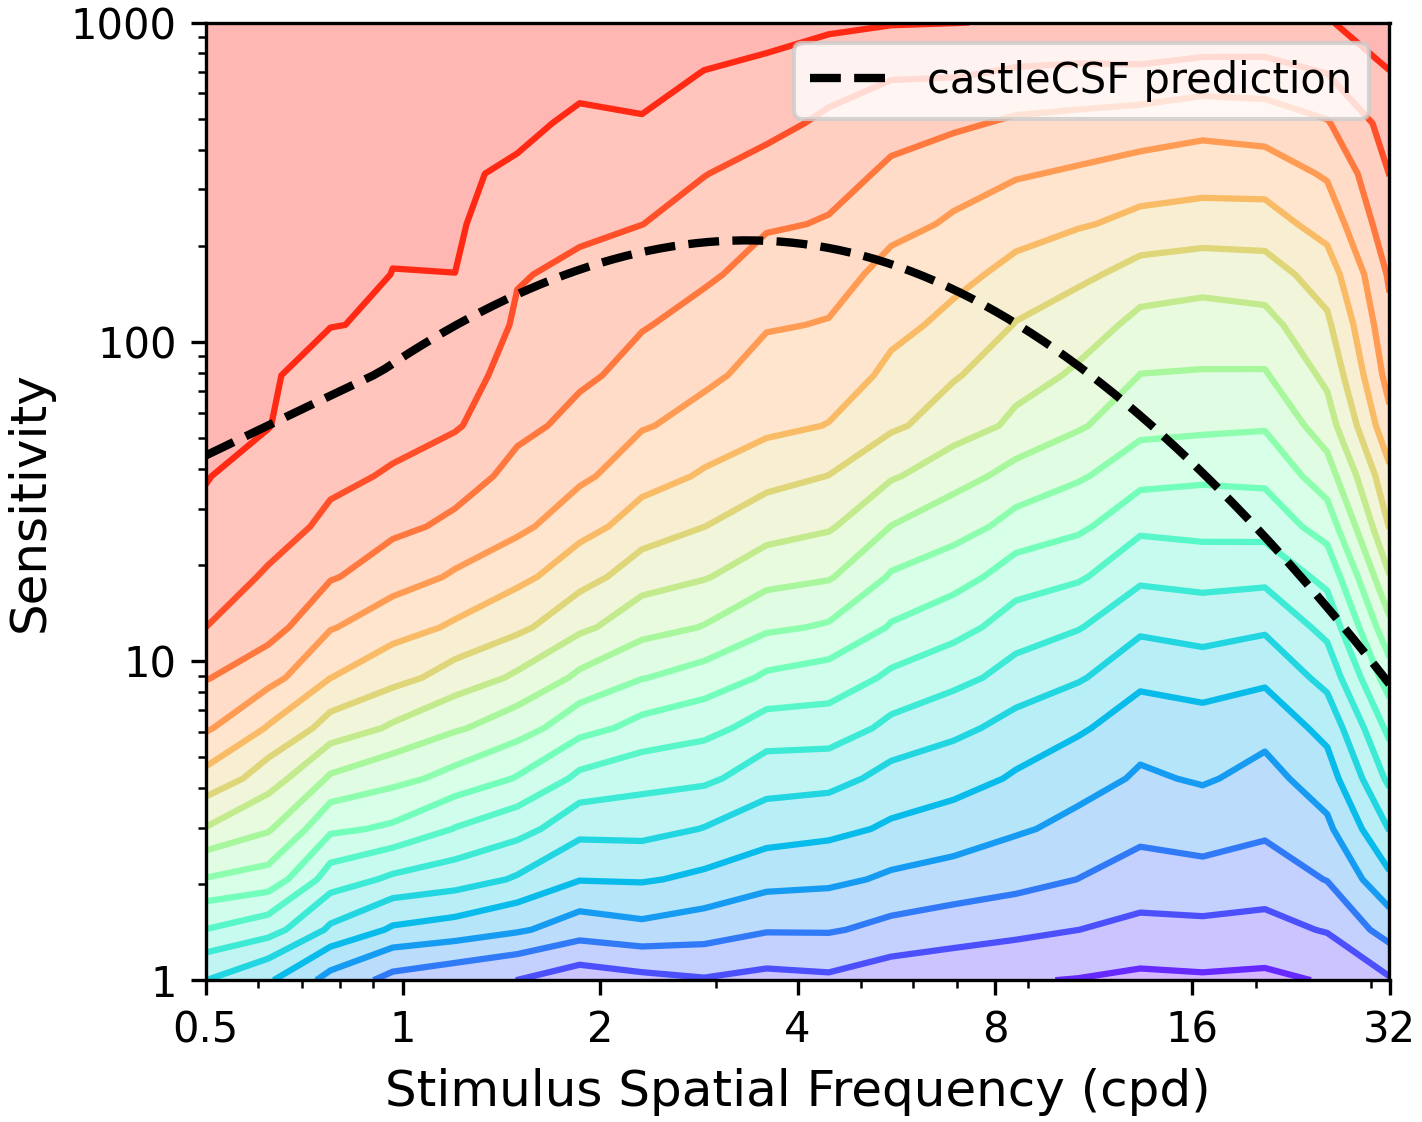 1000
castleCSF prediction
100
Sensitivity
10
1
0.5 1 2 4 8 16 32
Stimulus Spatial Frequency (cpd)